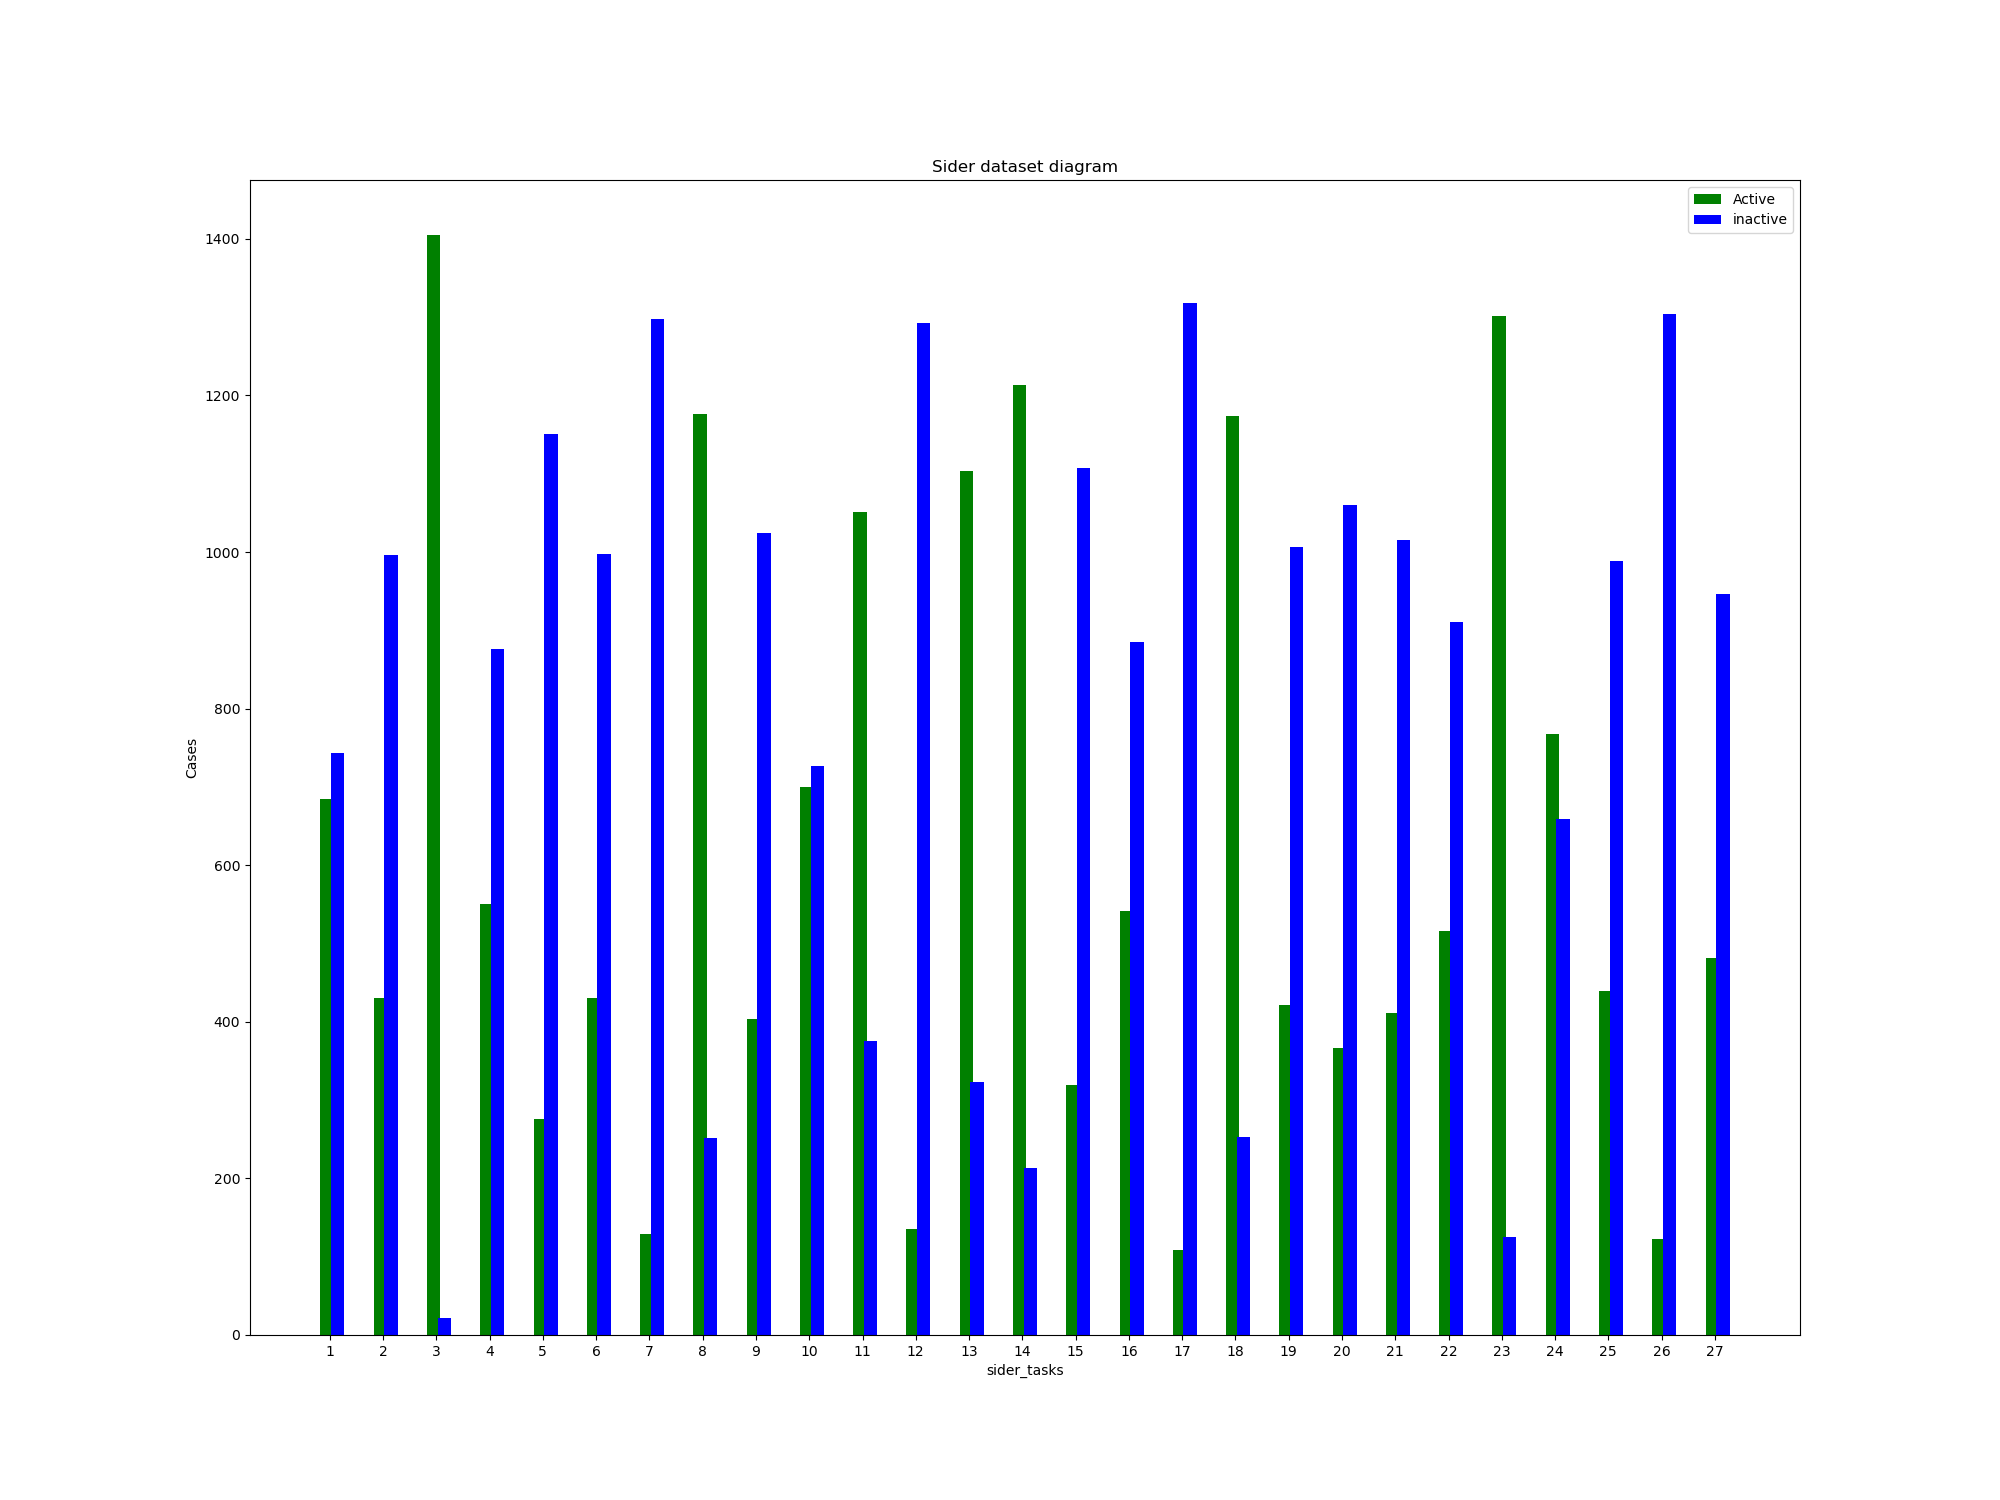 Sider dataset diagram
Active
inactive
1400
1200
1000
800
600
400
200
0
Cases
1 2 3 4 5 6 7 8 9 10 11 12 13 14 15 16 17 18 19 20 21 22 23 24 25 26 27
sider_tasks